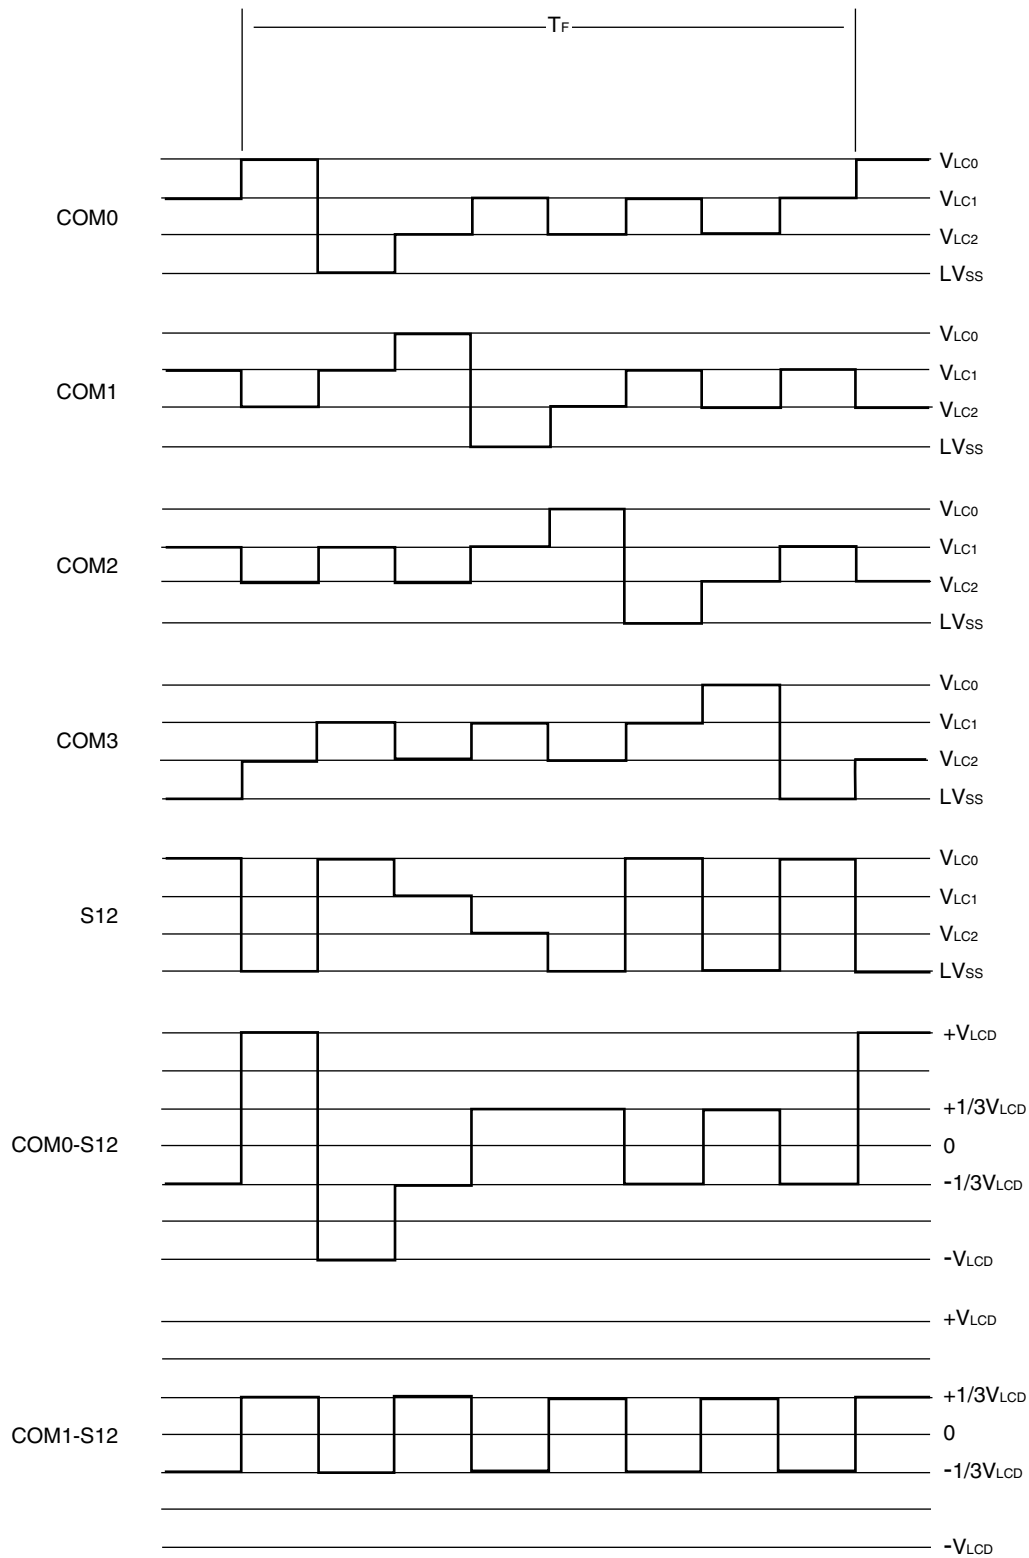 TF
VLC0
VLC1
COM0
VLC2
LVSS
VLC0
VLC1
COM1
VLC2
LVSS
VLC0
VLC1
COM2
VLC2
LVSS
VLC0
VLC1
COM3
VLC2
LVSS
VLC0
VLC1
S12
VLC2
LVSS
+VLCD
+1/3VLCD
COM0-S12
0
-1/3VLCD
-VLCD
+VLCD
+1/3VLCD
COM1-S12
0
-1/3VLCD
-VLCD